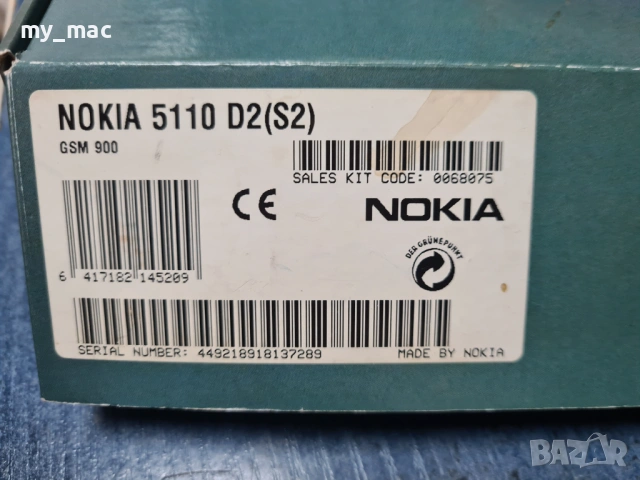 my_mac
NOKIA 5110 D2(S2)
GSM 900
SALES KIT CODE: 0068075
CE
NOKIA
DER GRÜNE PUNKT
6 417182 145209
SERIAL NUMBER: 449218918137289
MADE BY NOKIA
BAZAR